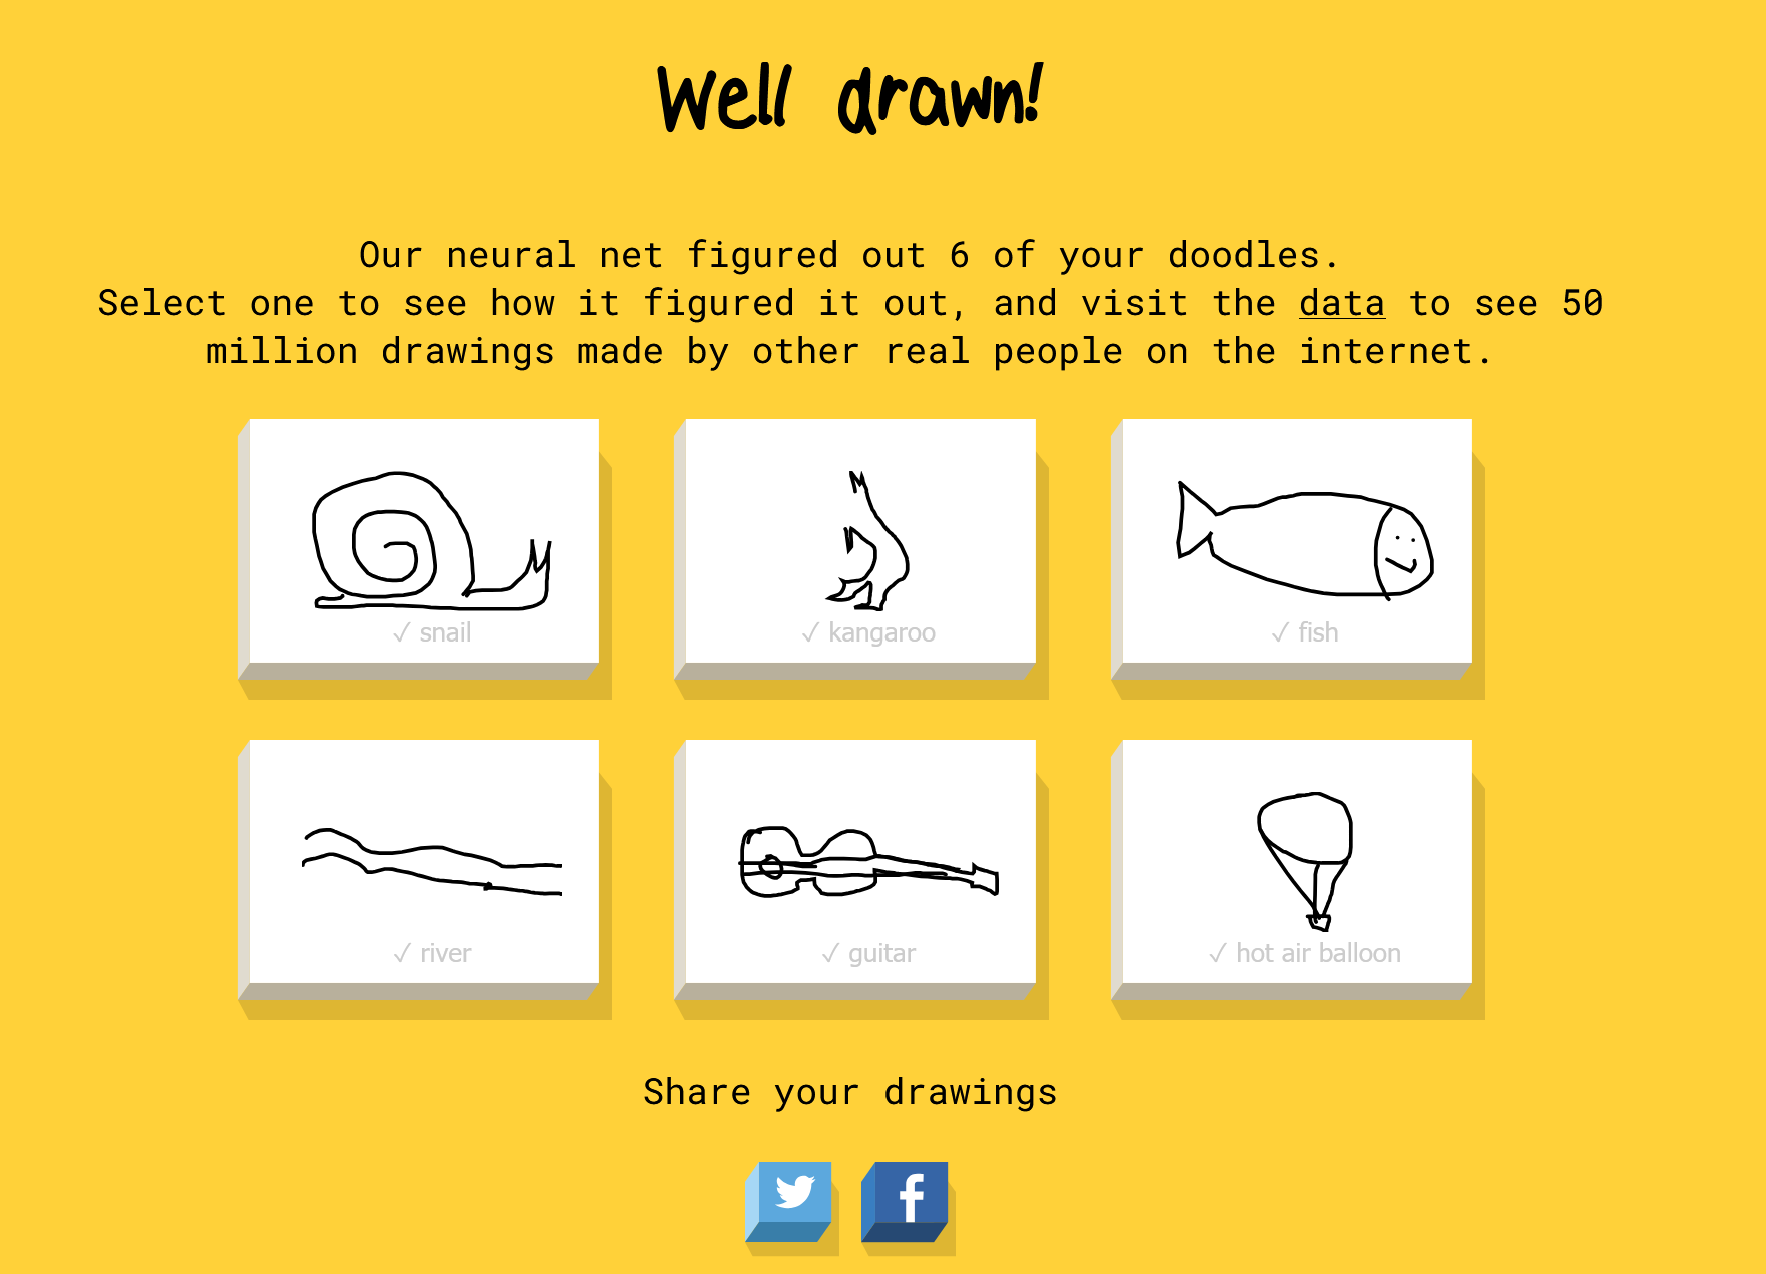 Well drawn!
Our neural net figured out 6 of your doodles.
Select one to see how it figured it out, and visit the data to see 50
million drawings made by other real people on the internet.
✓ snail
✓ kangaroo
✓ fish
✓ river
✓ guitar
✓ hot air balloon
Share your drawings